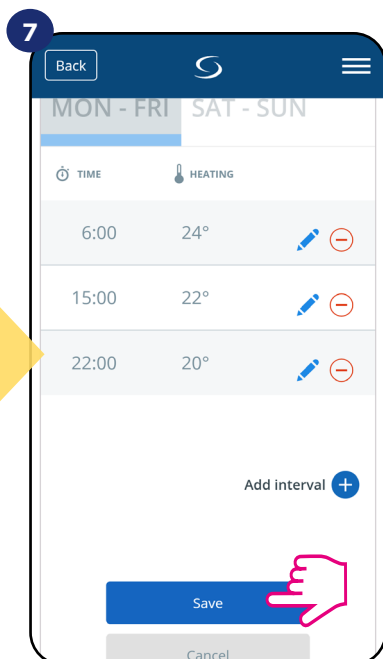 7
Back
MON - FRI SAT - SUN
TIME HEATING
6:00 24°
15:00 22°
22:00 20°
Add interval
Save
Cancel